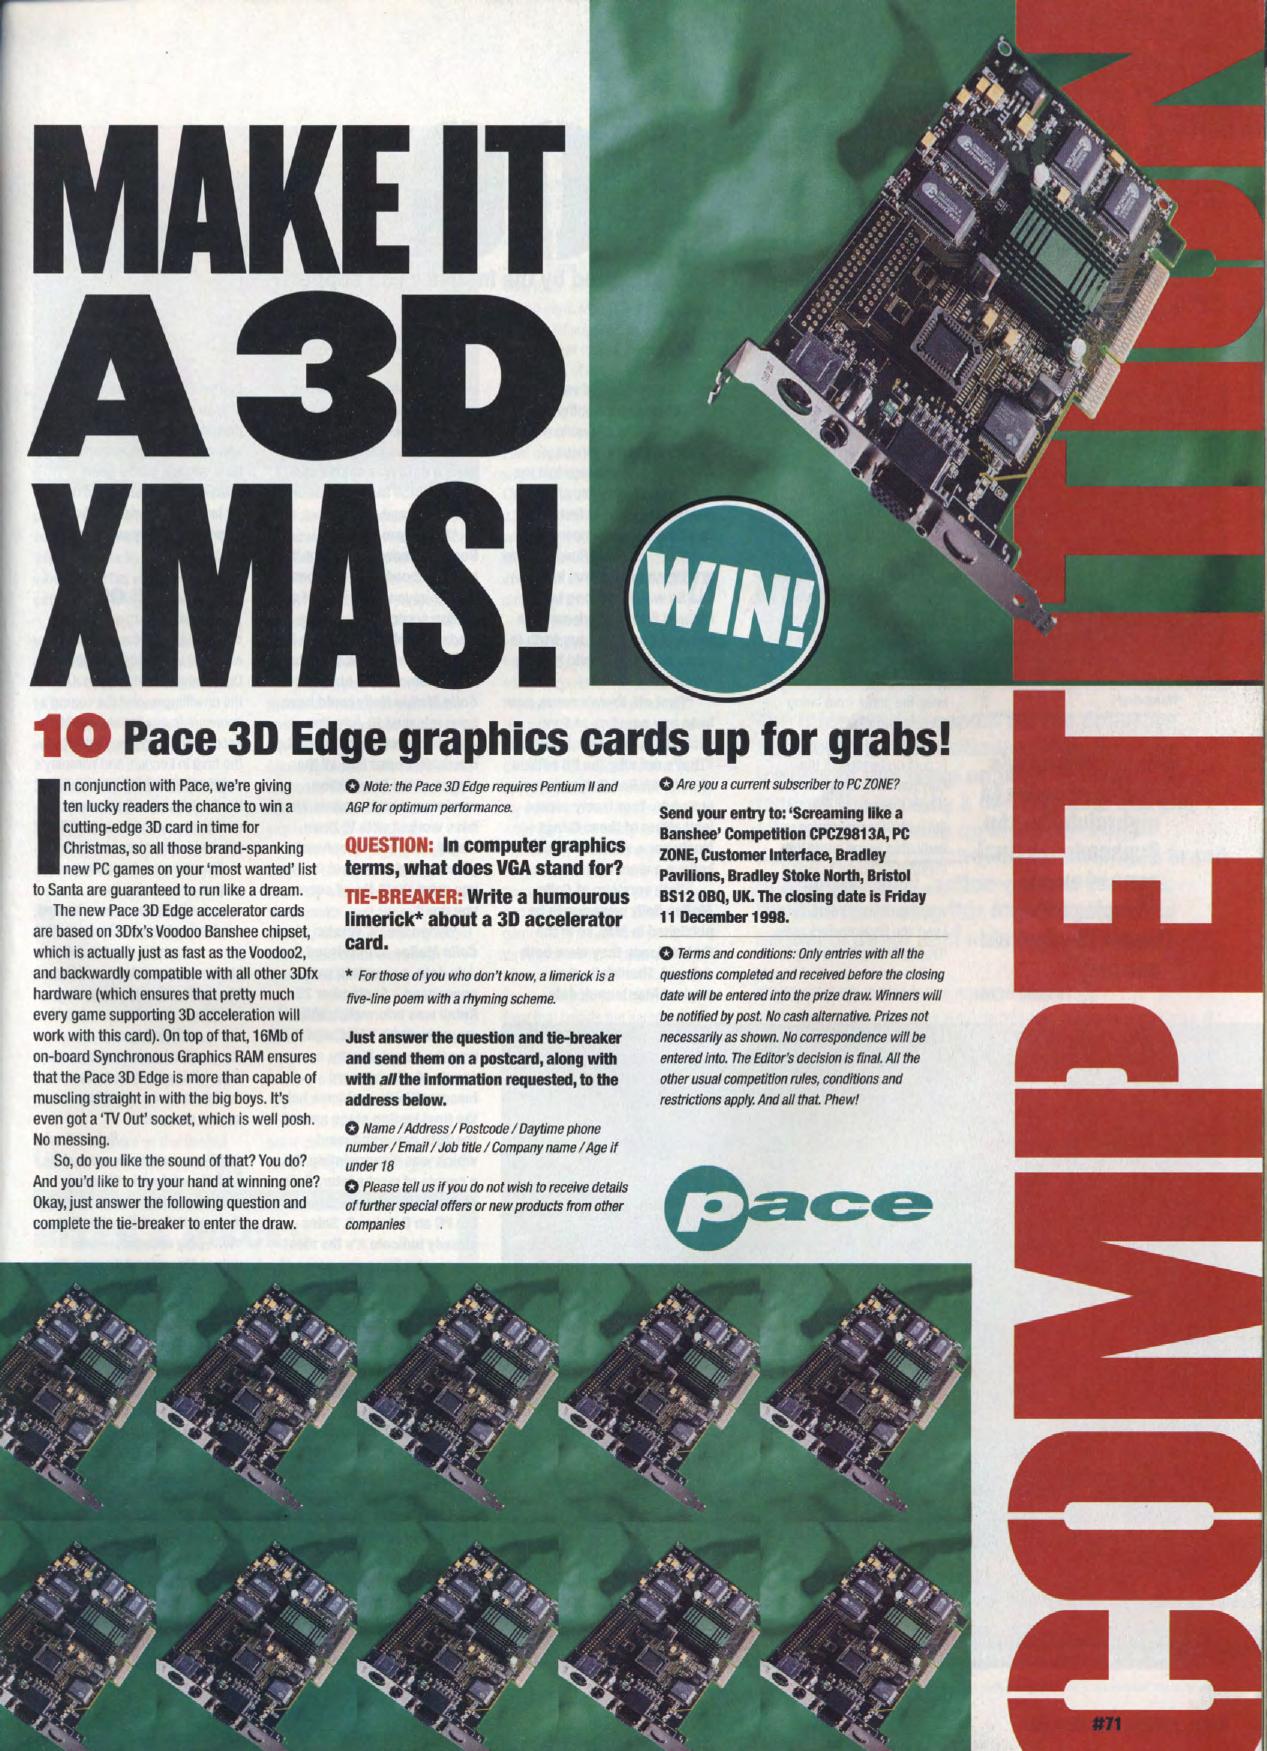 MAKE IT
A 3D
XMAS!
WIN!
COMPETITION
10 Pace 3D Edge graphics cards up for grabs!
In conjunction with Pace, we're giving
ten lucky readers the chance to win a
cutting-edge 3D card in time for
Christmas, so all those brand-spanking
new PC games on your 'most wanted' list
to Santa are guaranteed to run like a dream.
The new Pace 3D Edge accelerator cards
are based on 3Dfx's Voodoo Banshee chipset,
which is actually just as fast as the Voodoo2,
and backwardly compatible with all other 3Dfx
hardware (which ensures that pretty much
every game supporting 3D acceleration will
work with this card). On top of that, 16Mb of
on-board Synchronous Graphics RAM ensures
that the Pace 3D Edge is more than capable of
muscling straight in with the big boys. It's
even got a 'TV Out' socket, which is well posh.
No messing.
So, do you like the sound of that? You do?
And you'd like to try your hand at winning one?
Okay, just answer the following question and
complete the tie-breaker to enter the draw.
✪ Note: the Pace 3D Edge requires Pentium II and
AGP for optimum performance.
QUESTION: In computer graphics
terms, what does VGA stand for?
TIE-BREAKER: Write a humourous
limerick* about a 3D accelerator
card.
* For those of you who don't know, a limerick is a
five-line poem with a rhyming scheme.
Just answer the question and tie-breaker
and send them on a postcard, along with
with all the information requested, to the
address below.
✪ Name / Address / Postcode / Daytime phone
number / Email / Job title / Company name / Age if
under 18
✪ Please tell us if you do not wish to receive details
of further special offers or new products from other
companies
✪ Are you a current subscriber to PC ZONE?
Send your entry to: 'Screaming like a
Banshee' Competition CPCZ9813A, PC
ZONE, Customer Interface, Bradley
Pavilions, Bradley Stoke North, Bristol
BS12 0BQ, UK. The closing date is Friday
11 December 1998.
✪ Terms and conditions: Only entries with all the
questions completed and received before the closing
date will be entered into the prize draw. Winners will
be notified by post. No cash alternative. Prizes not
necessarily as shown. No correspondence will be
entered into. The Editor's decision is final. All the
other usual competition rules, conditions and
restrictions apply. And all that. Phew!
pace
#71